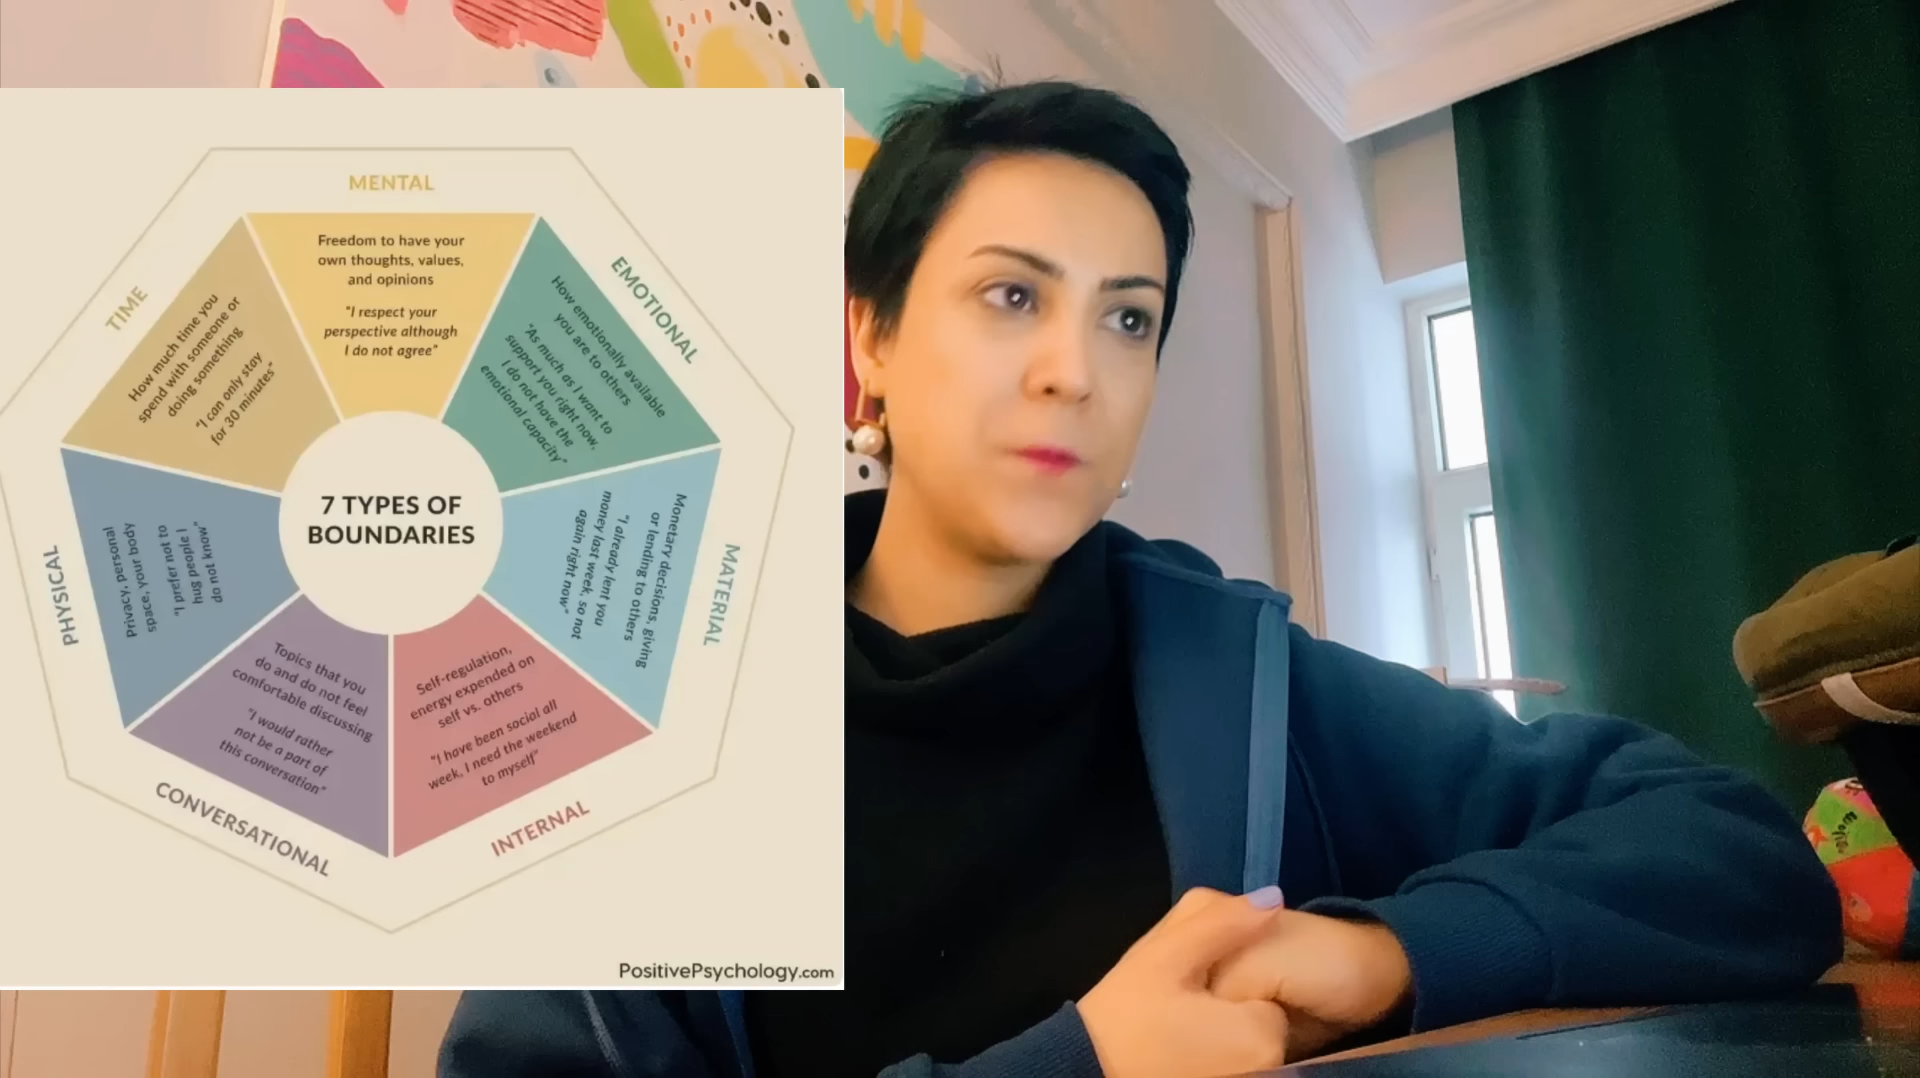 MENTAL
Freedom to have your
own thoughts, values,
and opinions
"I respect your
perspective although
I do not agree"
EMOTIONAL
How emotionally available
you are to others
"As much as I want to
support you right now,
I do not have the
emotional capacity"
MATERIAL
Monetary decisions, giving
or lending to others
"I already lent you
money last week, so not
again right now"
INTERNAL
Self-regulation,
energy expended on
self vs. others
"I have been social all
week, I need the weekend
to myself"
CONVERSATIONAL
Topics that you
do and do not feel
comfortable discussing
"I would rather
not be a part of
this conversation"
PHYSICAL
Privacy, personal
space, your body
"I prefer not to
hug people I
do not know"
TIME
How much time you
spend with someone or
doing something
"I can only stay
for 30 minutes"
7 TYPES OF
BOUNDARIES
PositivePsychology.com